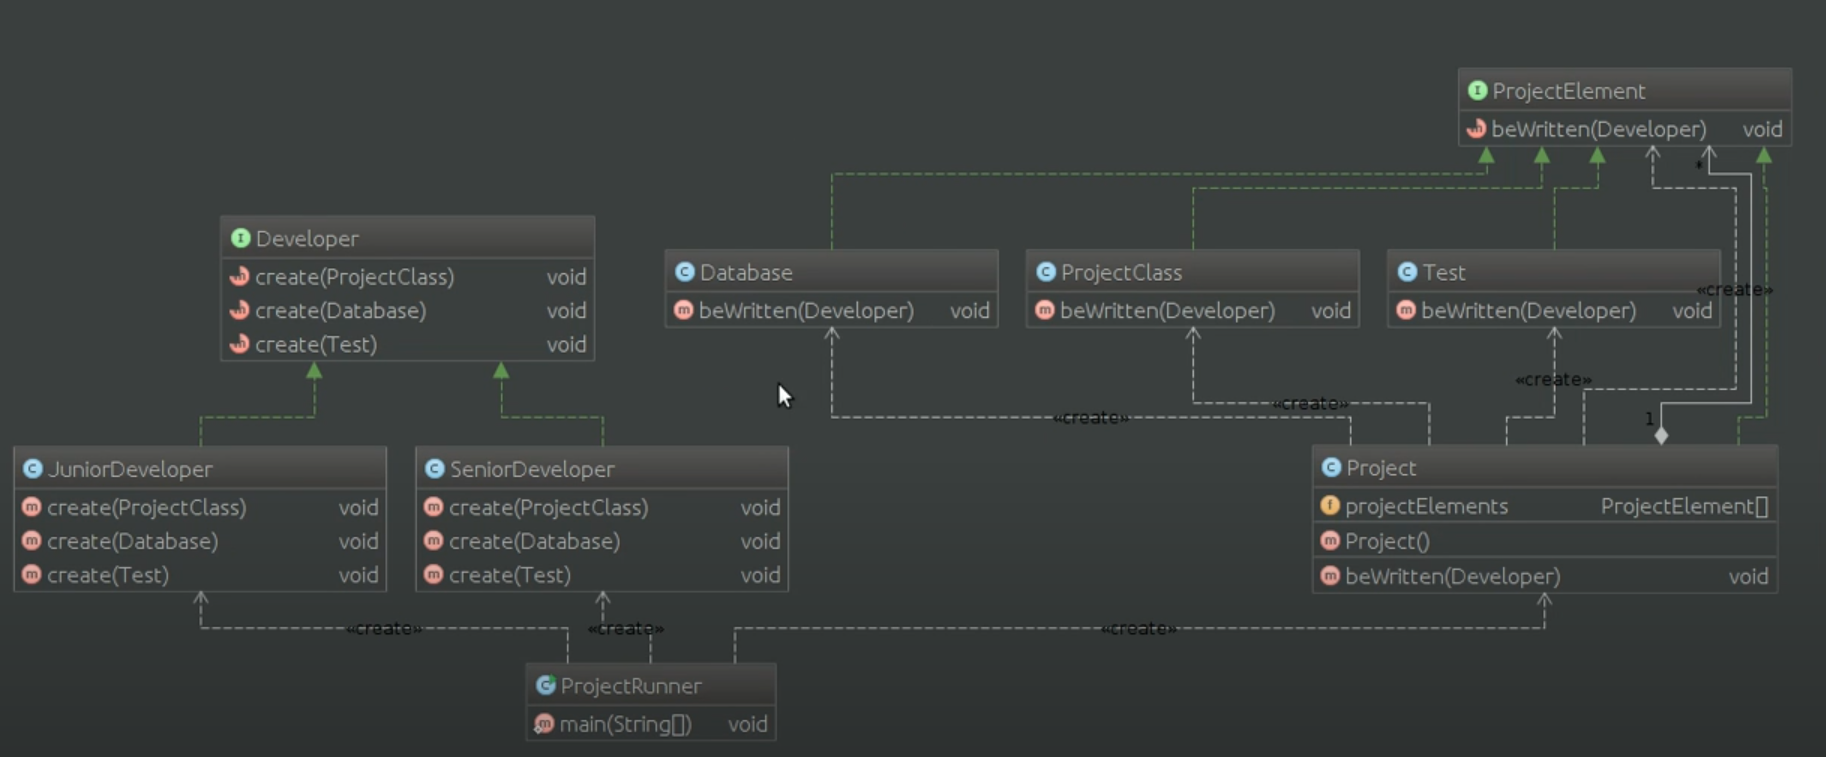 ProjectElement
beWritten(Developer) void
*
Developer
create(ProjectClass) void
create(Database) void
create(Test) void
Database
beWritten(Developer) void
ProjectClass
beWritten(Developer) void
Test
beWritten(Developer) void
«create»
«create»
«create»
«create»
1
JuniorDeveloper
create(ProjectClass) void
create(Database) void
create(Test) void
SeniorDeveloper
create(ProjectClass) void
create(Database) void
create(Test) void
Project
projectElements ProjectElement[]
Project()
beWritten(Developer) void
«create»
«create»
«create»
ProjectRunner
main(String[]) void